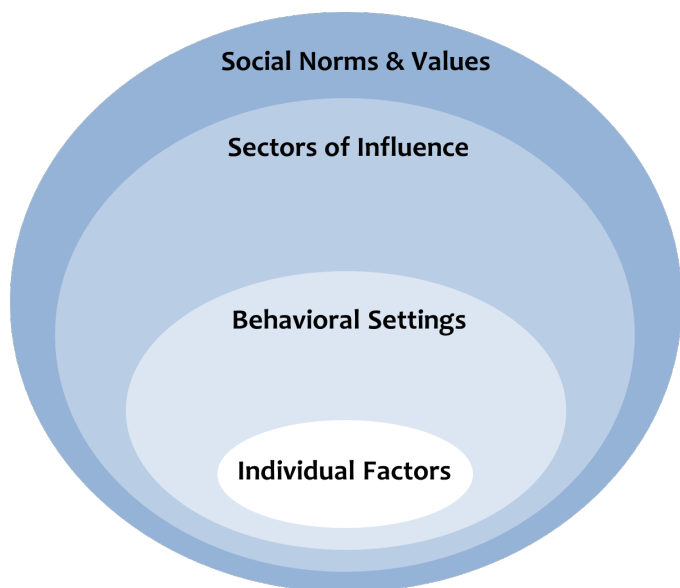 Social Norms & Values
Sectors of Influence
Behavioral Settings
Individual Factors